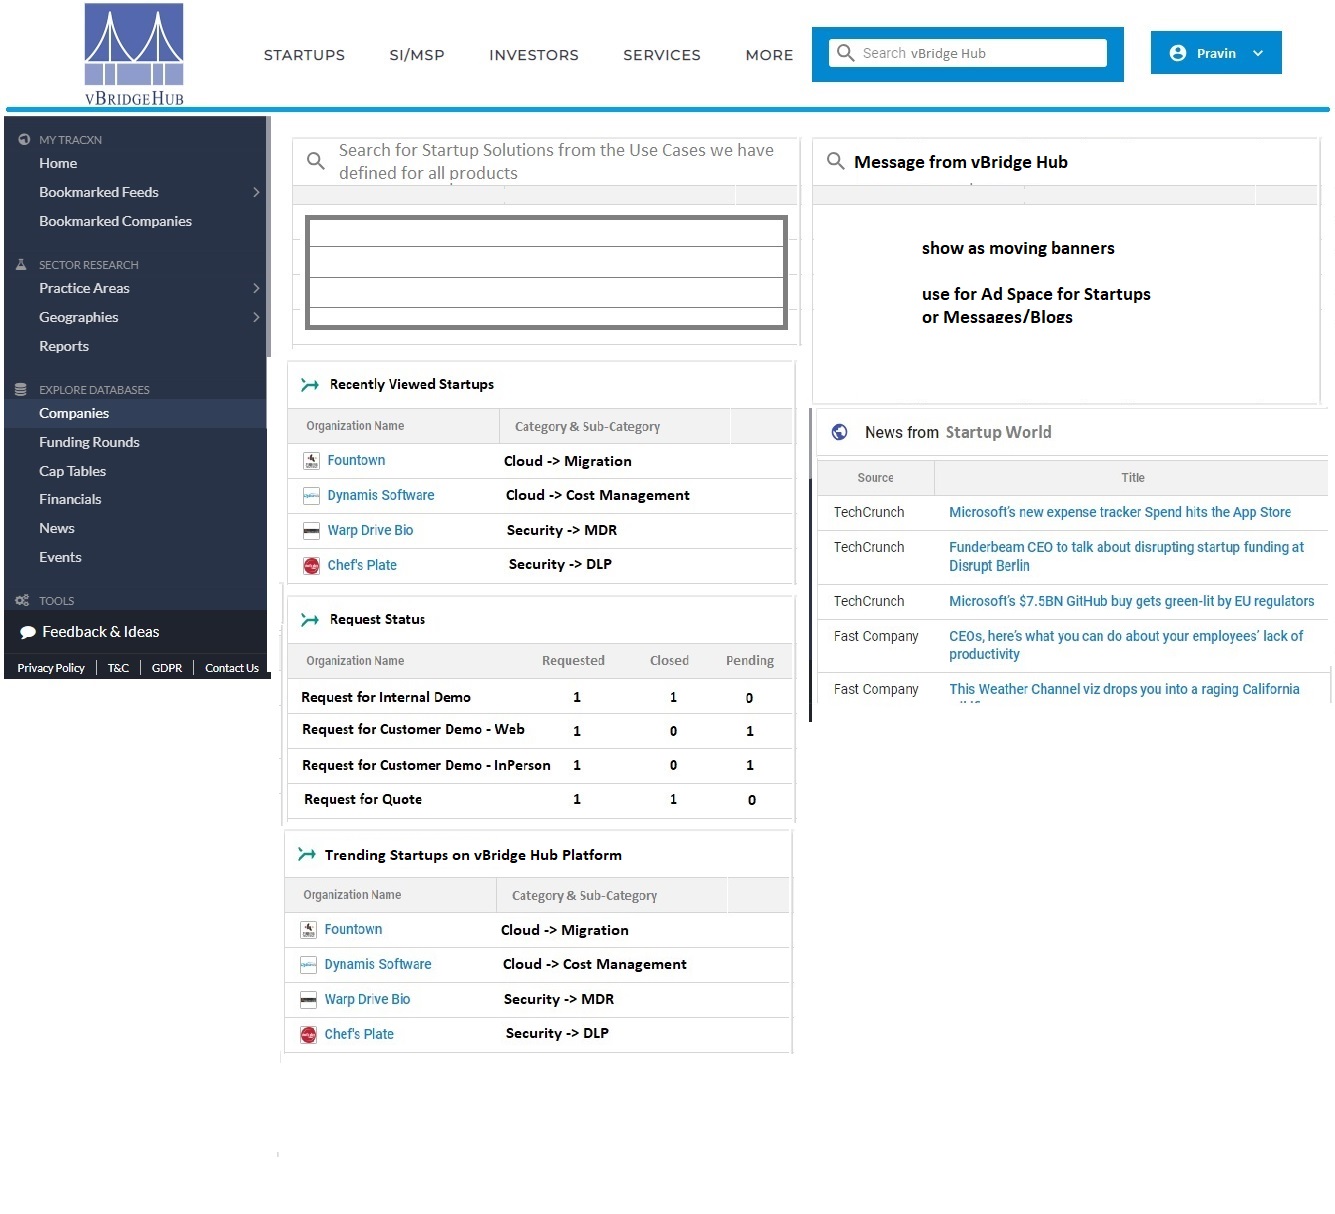 vBRIDGEHUB
STARTUPS SI/MSP INVESTORS SERVICES MORE
Search vBridge Hub
Pravin
MY TRACXN
Home
Bookmarked Feeds
Bookmarked Companies
SECTOR RESEARCH
Practice Areas
Geographies
Reports
EXPLORE DATABASES
Companies
Funding Rounds
Cap Tables
Financials
News
Events
TOOLS
Feedback & Ideas
Privacy Policy T&C GDPR Contact Us
Search for Startup Solutions from the Use Cases we have
defined for all products
Message from vBridge Hub
show as moving banners
use for Ad Space for Startups
or Messages/Blogs
Recently Viewed Startups
Organization Name Category & Sub-Category
Fountown Cloud -> Migration
Dynamis Software Cloud -> Cost Management
Warp Drive Bio Security -> MDR
Chef's Plate Security -> DLP
Request Status
Organization Name Requested Closed Pending
Request for Internal Demo 1 1 0
Request for Customer Demo - Web 1 0 1
Request for Customer Demo - InPerson 1 0 1
Request for Quote 1 1 0
Trending Startups on vBridge Hub Platform
Organization Name Category & Sub-Category
Fountown Cloud -> Migration
Dynamis Software Cloud -> Cost Management
Warp Drive Bio Security -> MDR
Chef's Plate Security -> DLP
News from Startup World
Source Title
TechCrunch Microsoft's new expense tracker Spend hits the App Store
TechCrunch Funderbeam CEO to talk about disrupting startup funding at
Disrupt Berlin
TechCrunch Microsoft's $7.5BN GitHub buy gets green-lit by EU regulators
Fast Company CEOs, here's what you can do about your employees' lack of
productivity
Fast Company This Weather Channel viz drops you into a raging California